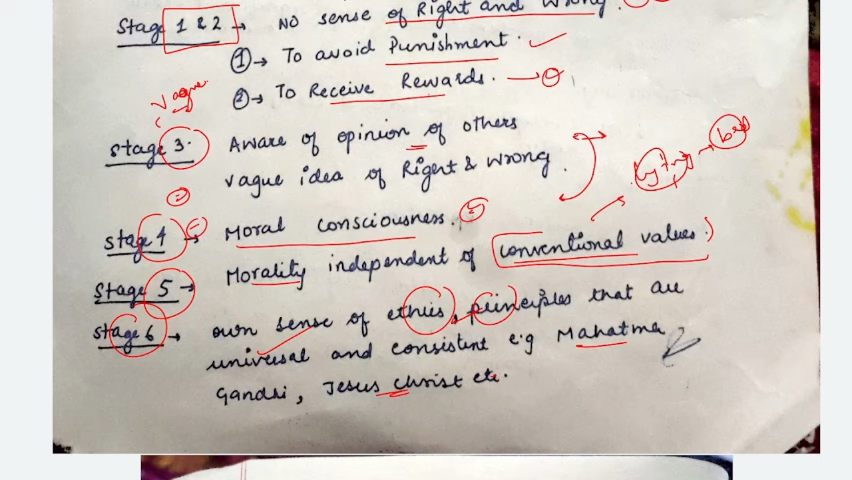 Stage 1 & 2 → No sense of Right and Wrong.
① → To avoid Punishment.
② → To Receive Rewards.
Vague
Stage 3. Aware of opinion of others
vague idea of Right & Wrong.
bad
Stage 4 → Moral consciousness.
Stage 5 → Morality independent of conventional values.
Stage 6 → own sense of ethics, principles that are
universal and consistent e.g Mahatma
Gandhi, Jesus Christ etc.